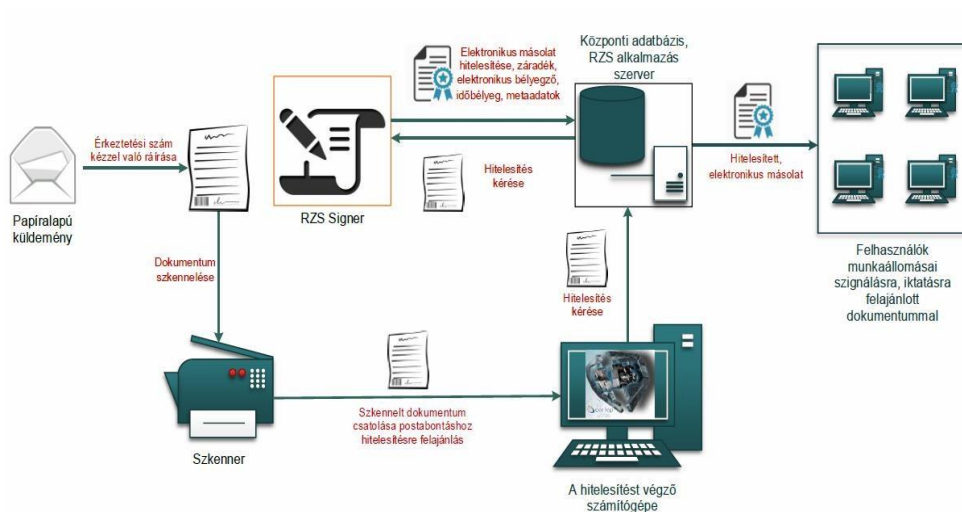 Elektronikus másolat
hitelesítése, záradék,
elektronikus bélyegző,
időbélyeg, metaadatok
Központi adatbázis,
RZS alkalmazás
szerver
Érkeztetési szám
kézzel való ráírása
Hitelesítés
kérése
Hitelesített,
elektronikus másolat
Papíralapú
küldemény
RZS Signer
Dokumentum
szkennelése
Hitelesítés
kérése
Felhasználók
munkaállomásai
szignálásra, iktatásra
felajánlott
dokumentummal
Szkennelt dokumentum
csatolása postabontáshoz
hitelesítésre felajánlás
Szkenner
A hitelesítést végző
számítógépe